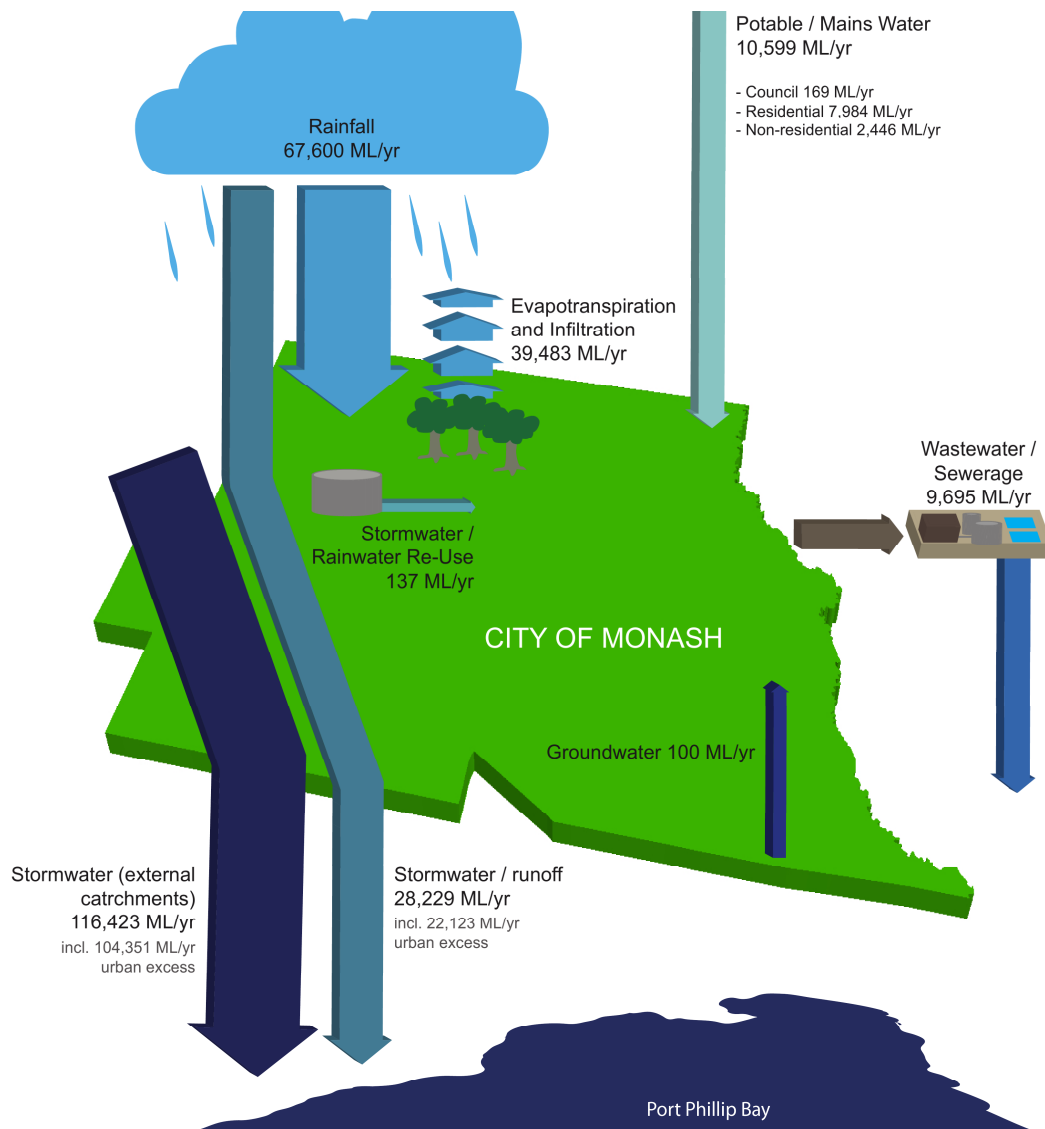 Potable / Mains Water
10,599 ML/yr
- Council 169 ML/yr
- Residential 7,984 ML/yr
- Non-residential 2,446 ML/yr
Rainfall
67,600 ML/yr
Evapotranspiration
and Infiltration
39,483 ML/yr
Wastewater /
Sewerage
9,695 ML/yr
Stormwater /
Rainwater Re-Use
137 ML/yr
CITY OF MONASH
Groundwater 100 ML/yr
Stormwater (external
catrchments)
116,423 ML/yr
incl. 104,351 ML/yr
urban excess
Stormwater / runoff
28,229 ML/yr
incl. 22,123 ML/yr
urban excess
Port Phillip Bay